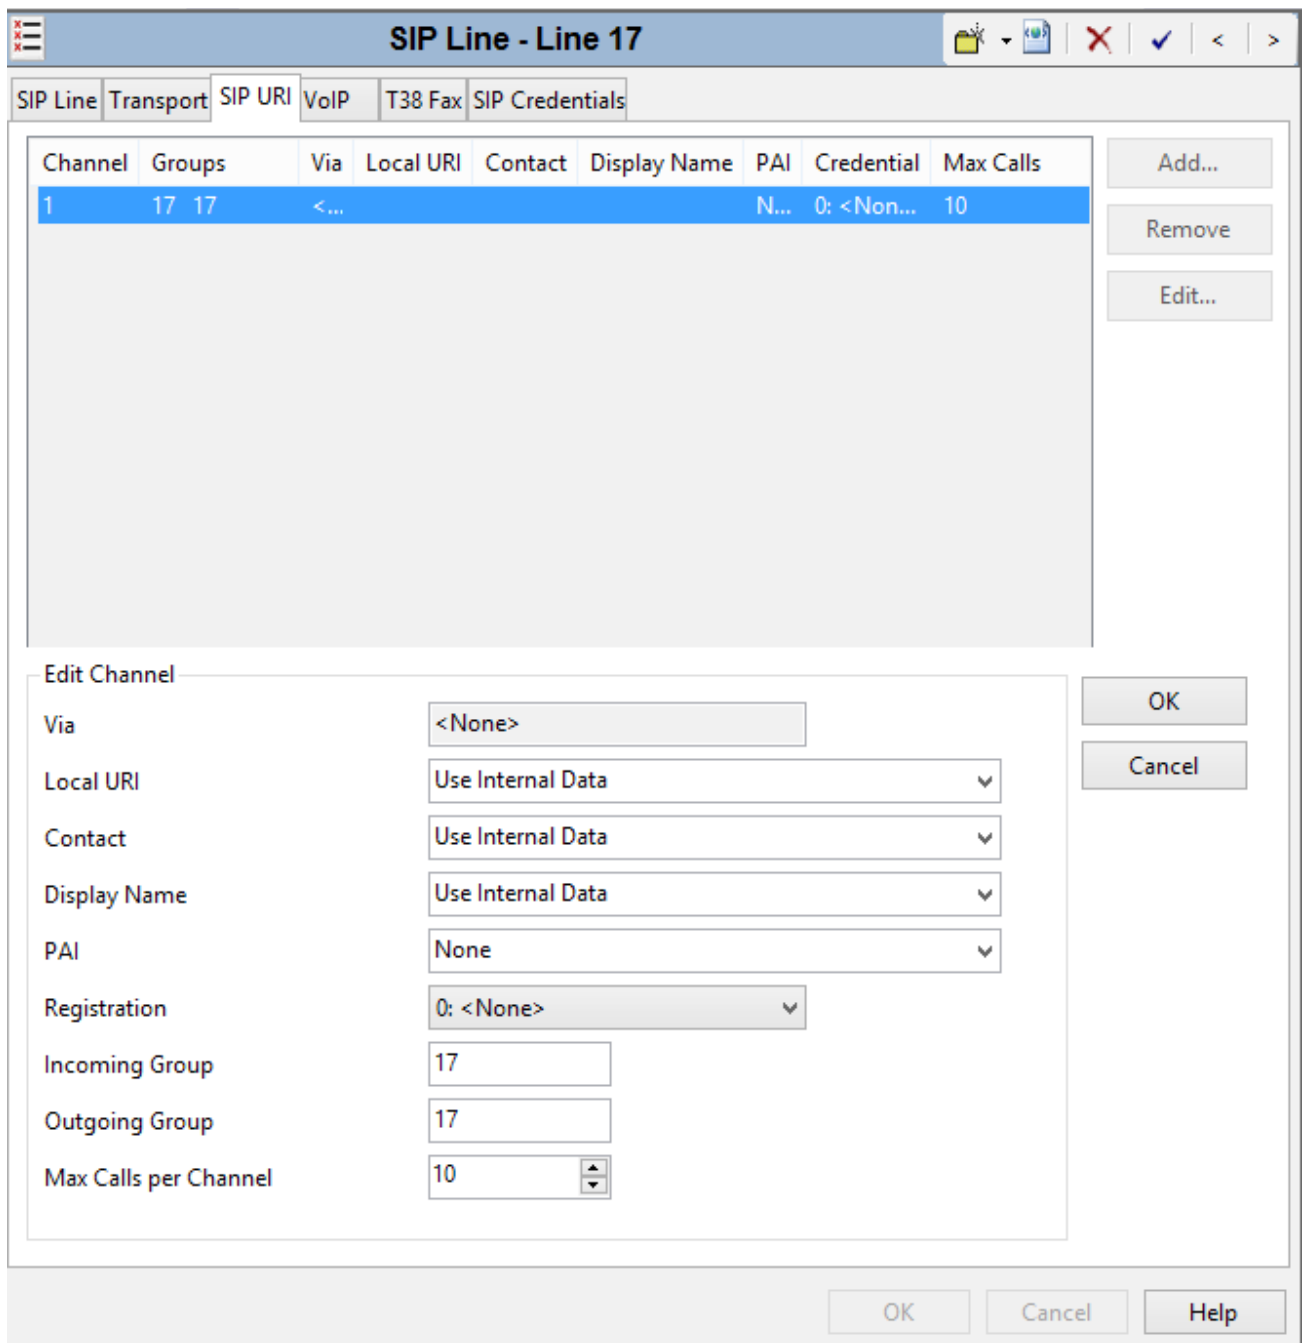 SIP Line - Line 17
< >
SIP Line Transport SIP URI VoIP T38 Fax SIP Credentials
Channel Groups Via Local URI Contact Display Name PAI Credential Max Calls
1 17 17 <... N... 0: <Non... 10
Add...
Remove
Edit...
Edit Channel
Via <None>
Local URI Use Internal Data
Contact Use Internal Data
Display Name Use Internal Data
PAI None
Registration 0: <None>
Incoming Group 17
Outgoing Group 17
Max Calls per Channel 10
OK
Cancel
OK Cancel Help